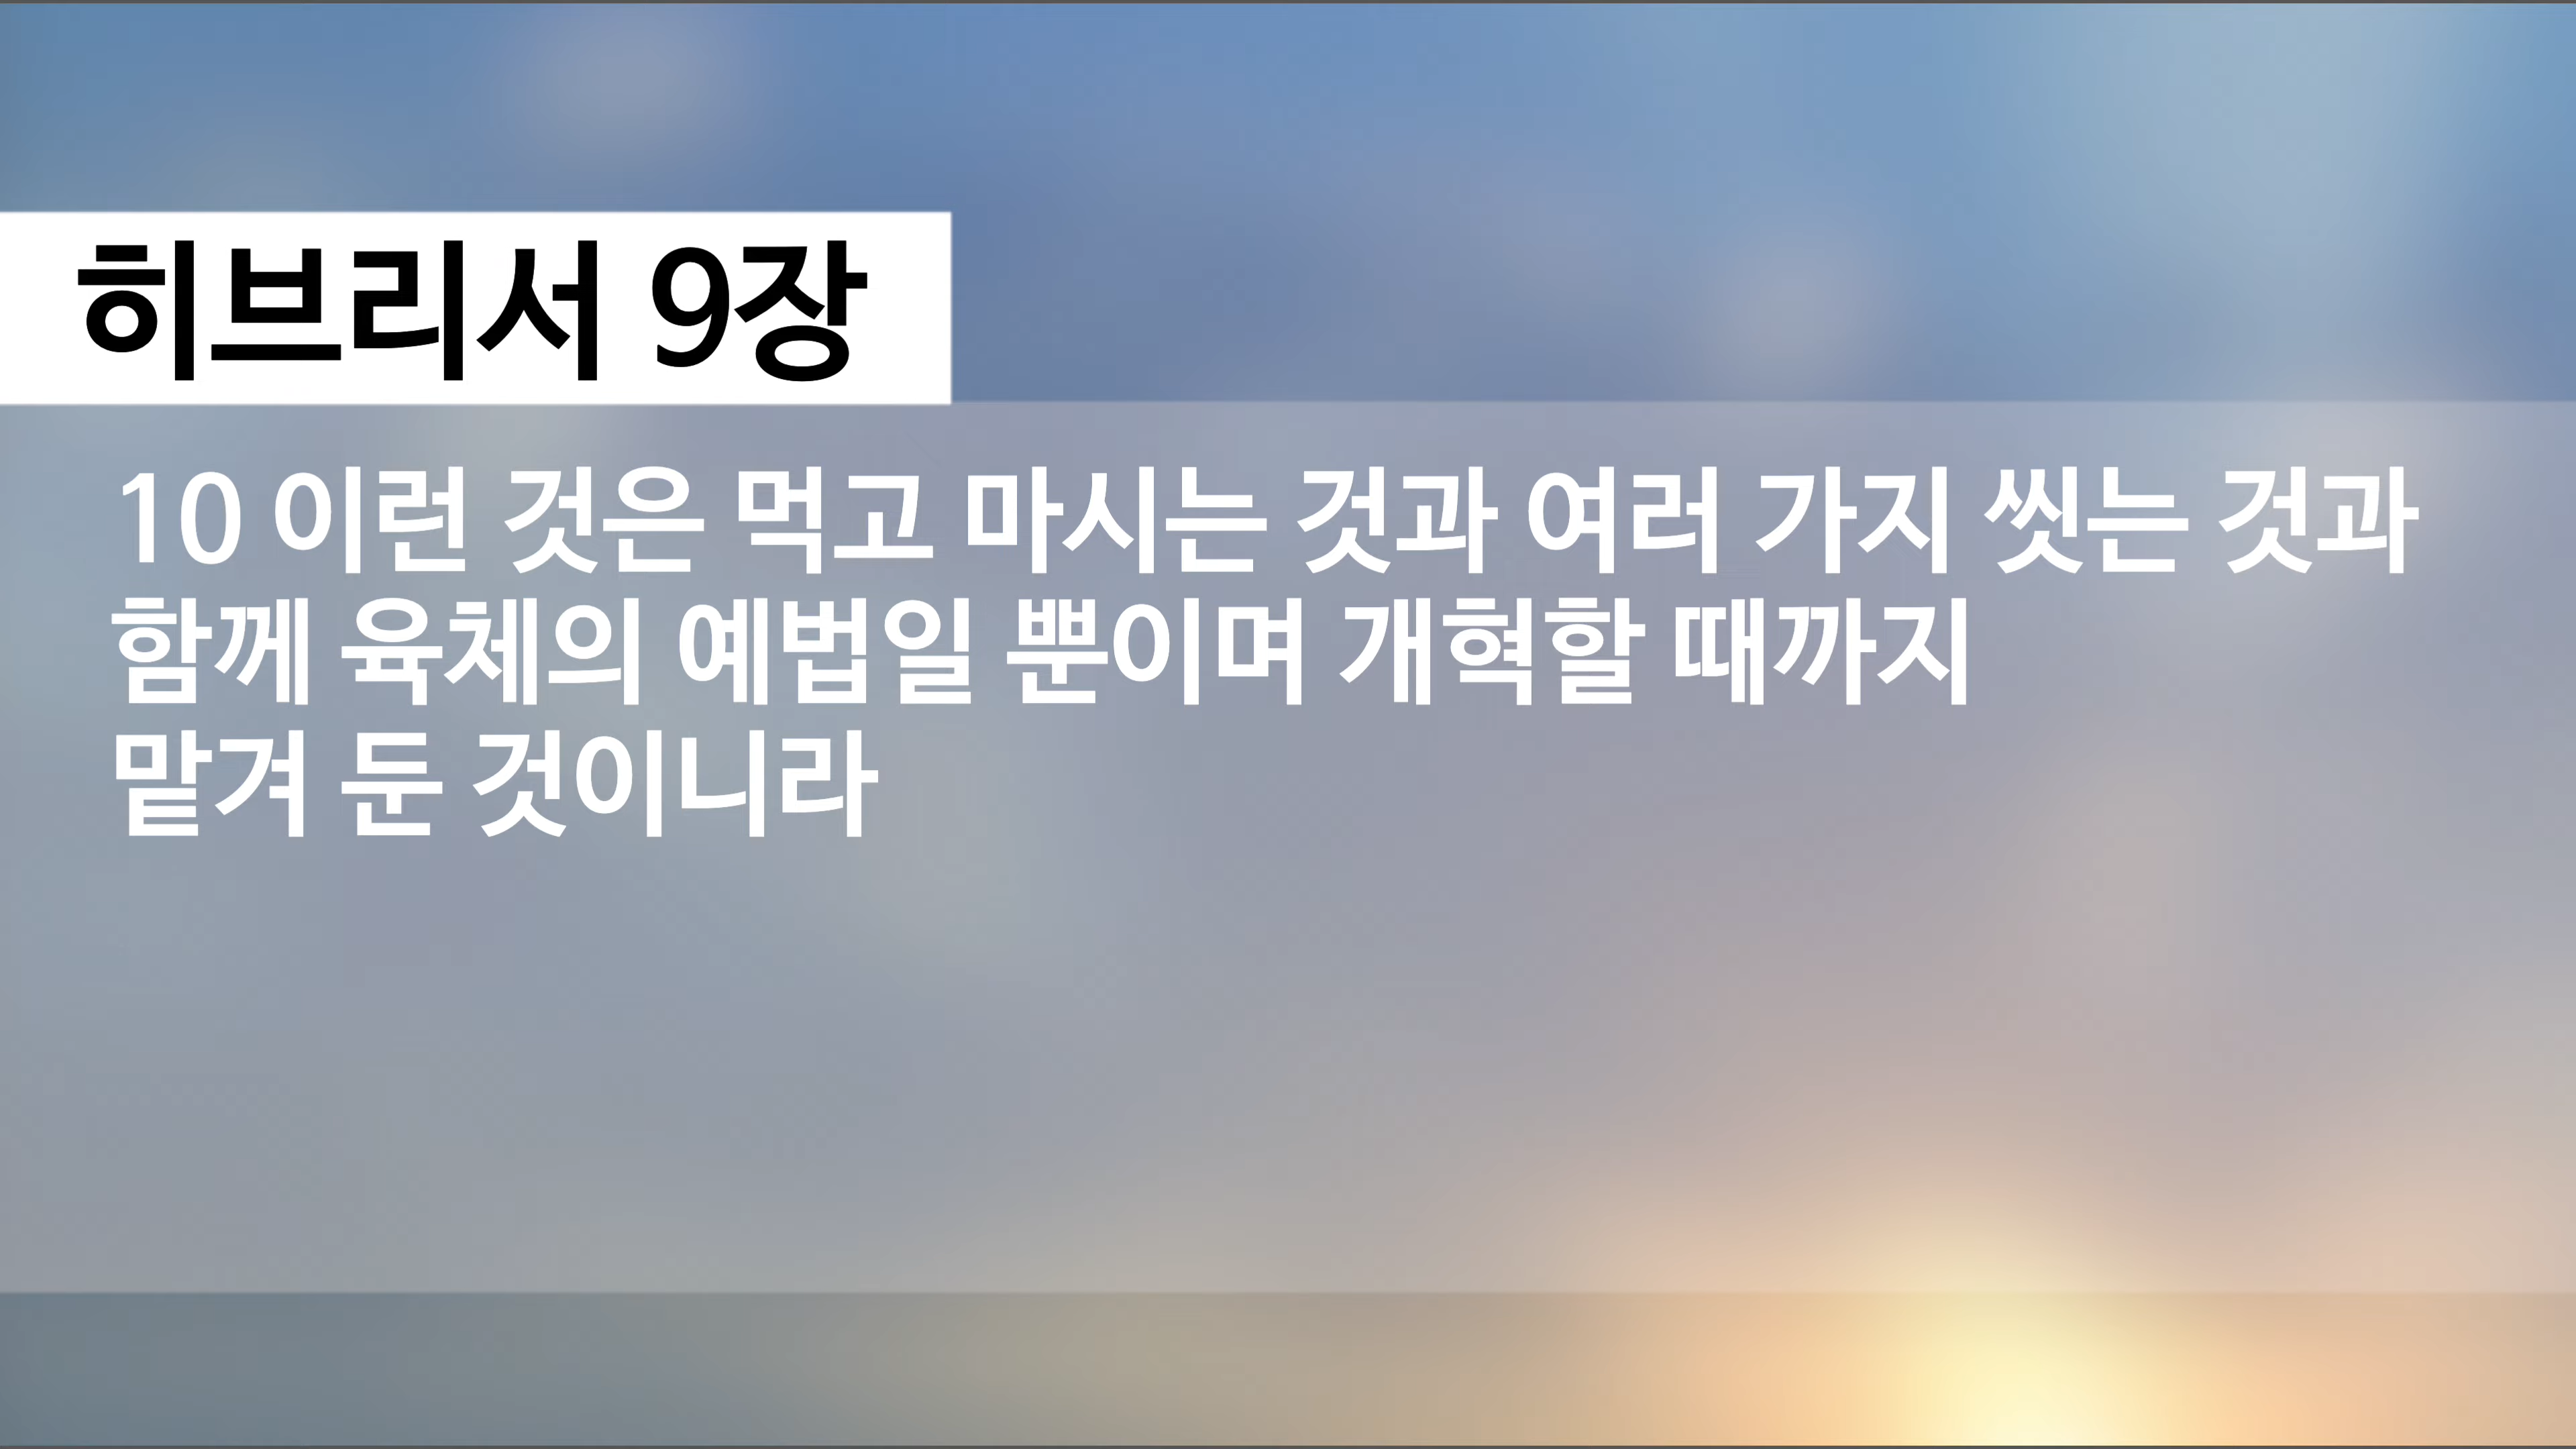 히브리서 9장
10 이런 것은 먹고 마시는 것과 여러 가지 씻는 것과
함께 육체의 예법일 뿐이며 개혁할 때까지
맡겨 둔 것이니라